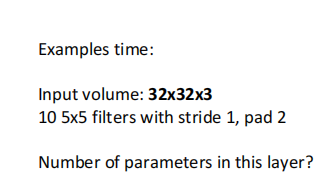 Examples time:
Input volume: 32x32x3
10 5x5 filters with stride 1, pad 2
Number of parameters in this layer?